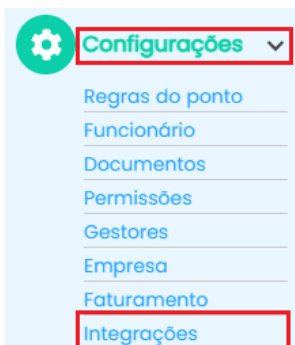 Configurações
Regras do ponto
Funcionário
Documentos
Permissões
Gestores
Empresa
Faturamento
Integrações